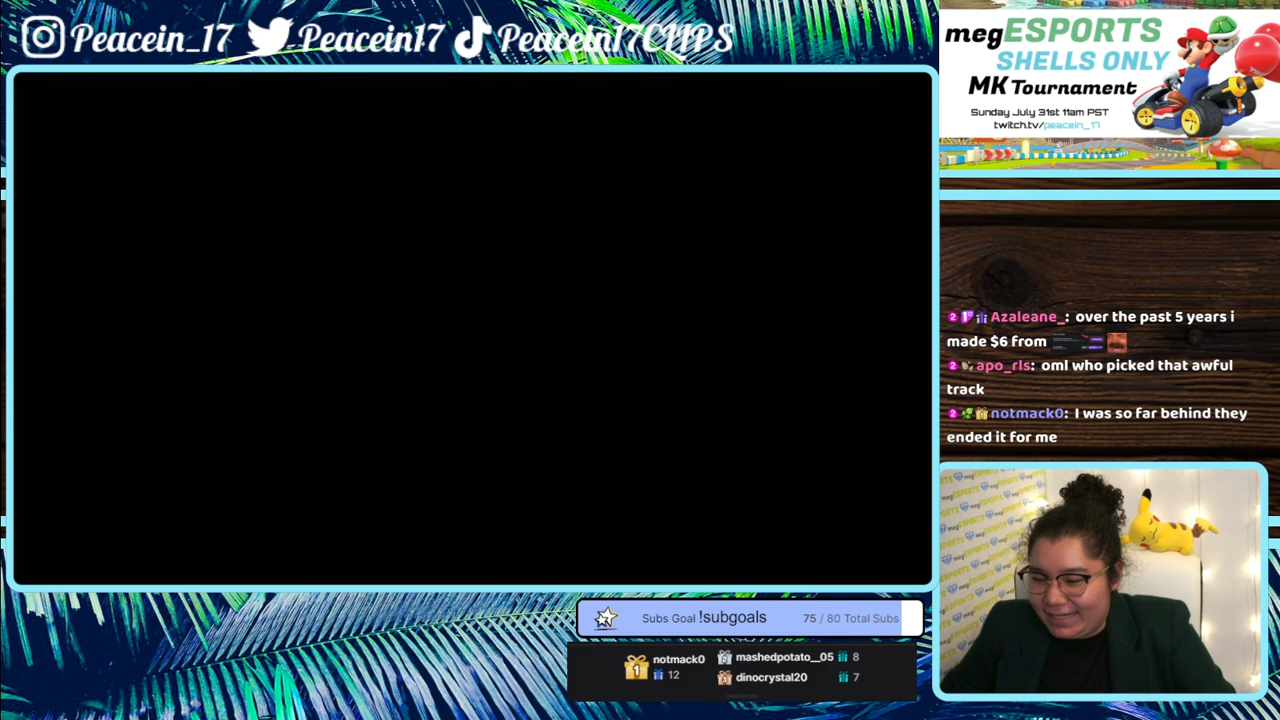 Peacein_17 Peacein17 Peacein17CLIPS
megESPORTS
SHELLS ONLY
MK Tournament
Sunday July 31st 11am PST
twitch.tv/peacein_17
Azaleane_: over the past 5 years i
made $6 from
apo_rls: oml who picked that awful
track
notmack0: I was so far behind they
ended it for me
Subs Goal !subgoals 75 / 80 Total Subs
1 notmack0 12
mashedpotato__05 8
dinocrystal20 7
megESPORTS